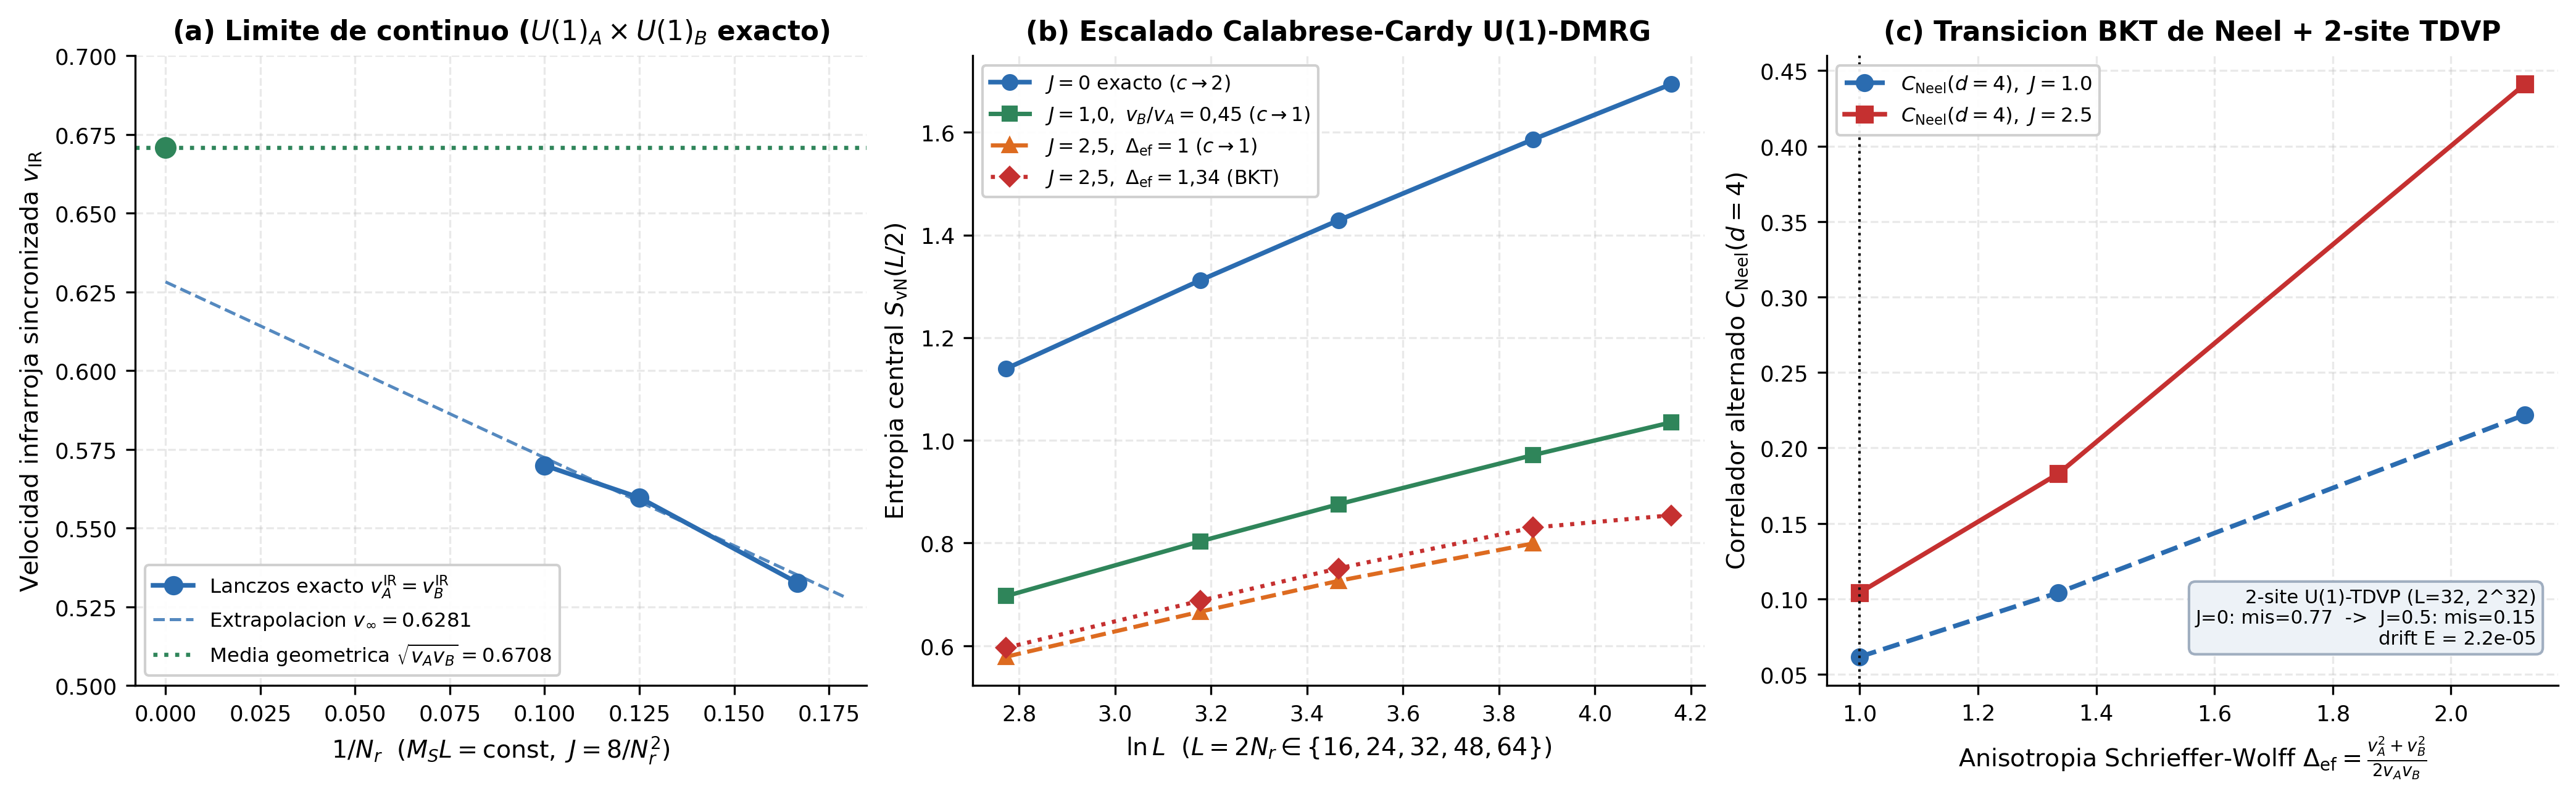 (a) Limite de continuo (U(1)_A × U(1)_B exacto)
Velocidad infrarroja sincronizada v_IR
0.700
0.675
0.650
0.625
0.600
0.575
0.550
0.525
0.500
Lanczos exacto v_A^IR = v_B^IR
Extrapolacion v_∞ = 0.6281
Media geometrica √(v_A v_B) = 0.6708
0.000 0.025 0.050 0.075 0.100 0.125 0.150 0.175
1/N_r (M_S L = const, J = 8/N_r^2)
(b) Escalado Calabrese-Cardy U(1)-DMRG
Entropia central S_vN(L/2)
J = 0 exacto (c → 2)
J = 1,0, v_B/v_A = 0,45 (c → 1)
J = 2,5, Δ_ef = 1 (c → 1)
J = 2,5, Δ_ef = 1,34 (BKT)
1.6
1.4
1.2
1.0
0.8
0.6
2.8 3.0 3.2 3.4 3.6 3.8 4.0 4.2
ln L (L = 2N_r ∈ {16, 24, 32, 48, 64})
(c) Transicion BKT de Neel + 2-site TDVP
Correlador alternado C_Neel(d = 4)
C_Neel(d = 4), J = 1.0
C_Neel(d = 4), J = 2.5
0.45
0.40
0.35
0.30
0.25
0.20
0.15
0.10
0.05
2-site U(1)-TDVP (L=32, 2^32)
J=0: mis=0.77 -> J=0.5: mis=0.15
drift E = 2.2e-05
1.0 1.2 1.4 1.6 1.8 2.0
Anisotropia Schrieffer-Wolff Δ_ef = (v_A^2 + v_B^2)/(2v_A v_B)